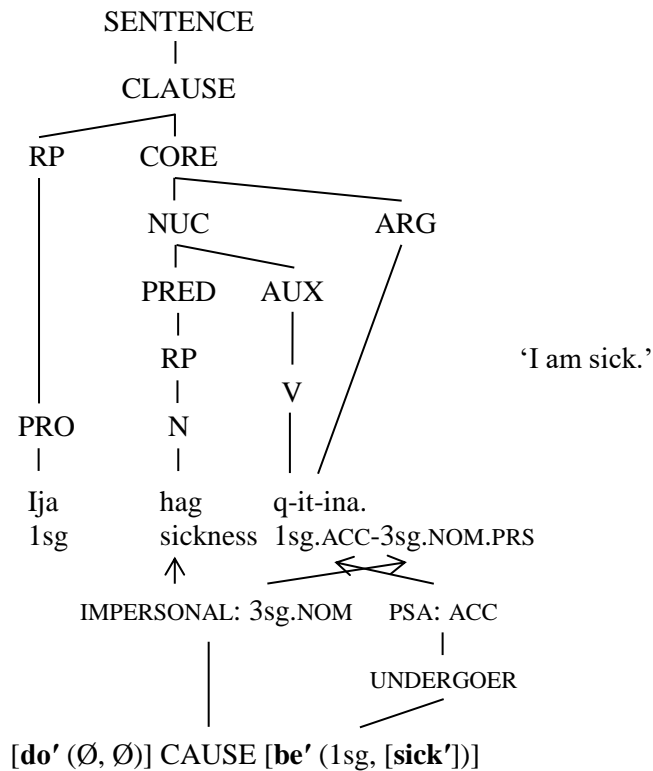 SENTENCE
CLAUSE
RP CORE
NUC ARG
PRED AUX
RP ‘I am sick.’
V
PRO N
Ija hag q-it-ina.
1sg sickness 1sg.ACC-3sg.NOM.PRS
IMPERSONAL: 3sg.NOM PSA: ACC
UNDERGOER
[do′ (Ø, Ø)] CAUSE [be′ (1sg, [sick′])]